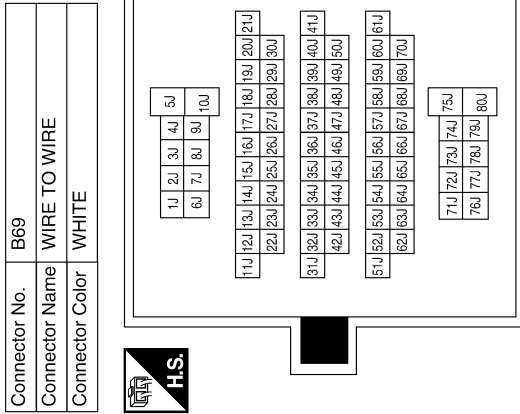 Connector No. B69
Connector Name WIRE TO WIRE
Connector Color WHITE
H.S.
1J 2J 3J 4J 5J
6J 7J 8J 9J 10J
11J 12J 13J 14J 15J 16J 17J 18J 19J 20J 21J
22J 23J 24J 25J 26J 27J 28J 29J 30J
31J 32J 33J 34J 35J 36J 37J 38J 39J 40J 41J
42J 43J 44J 45J 46J 47J 48J 49J 50J
51J 52J 53J 54J 55J 56J 57J 58J 59J 60J 61J
62J 63J 64J 65J 66J 67J 68J 69J 70J
71J 72J 73J 74J 75J
76J 77J 78J 79J 80J